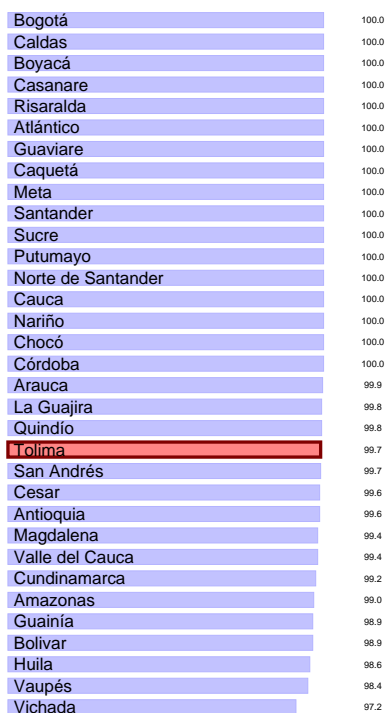 Bogotá 100.0
Caldas 100.0
Boyacá 100.0
Casanare 100.0
Risaralda 100.0
Atlántico 100.0
Guaviare 100.0
Caquetá 100.0
Meta 100.0
Santander 100.0
Sucre 100.0
Putumayo 100.0
Norte de Santander 100.0
Cauca 100.0
Nariño 100.0
Chocó 100.0
Córdoba 100.0
Arauca 99.9
La Guajira 99.8
Quindío 99.8
Tolima 99.7
San Andrés 99.7
Cesar 99.6
Antioquia 99.6
Magdalena 99.4
Valle del Cauca 99.4
Cundinamarca 99.2
Amazonas 99.0
Guainía 98.9
Bolivar 98.9
Huila 98.6
Vaupés 98.4
Vichada 97.2